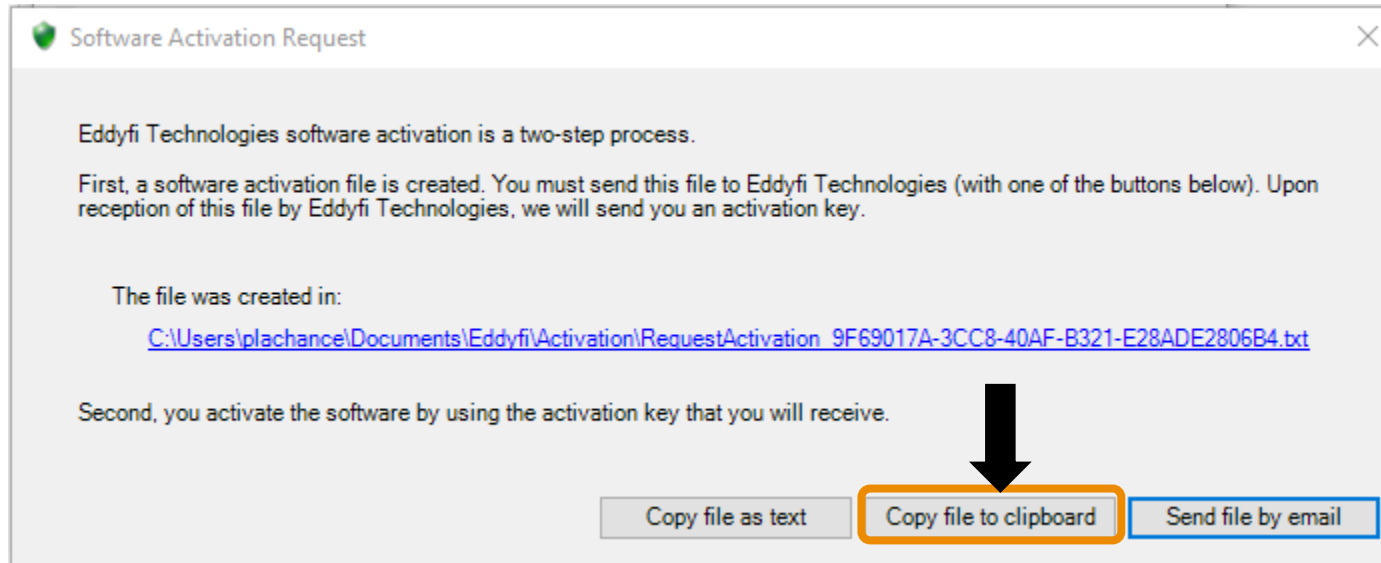 Software Activation Request
Eddyfi Technologies software activation is a two-step process.
First, a software activation file is created. You must send this file to Eddyfi Technologies (with one of the buttons below). Upon
reception of this file by Eddyfi Technologies, we will send you an activation key.
The file was created in:
C:\Users\plachance\Documents\Eddyfi\Activation\RequestActivation_9F69017A-3CC8-40AF-B321-E28ADE2806B4.txt
Second, you activate the software by using the activation key that you will receive.
Copy file as text Copy file to clipboard Send file by email